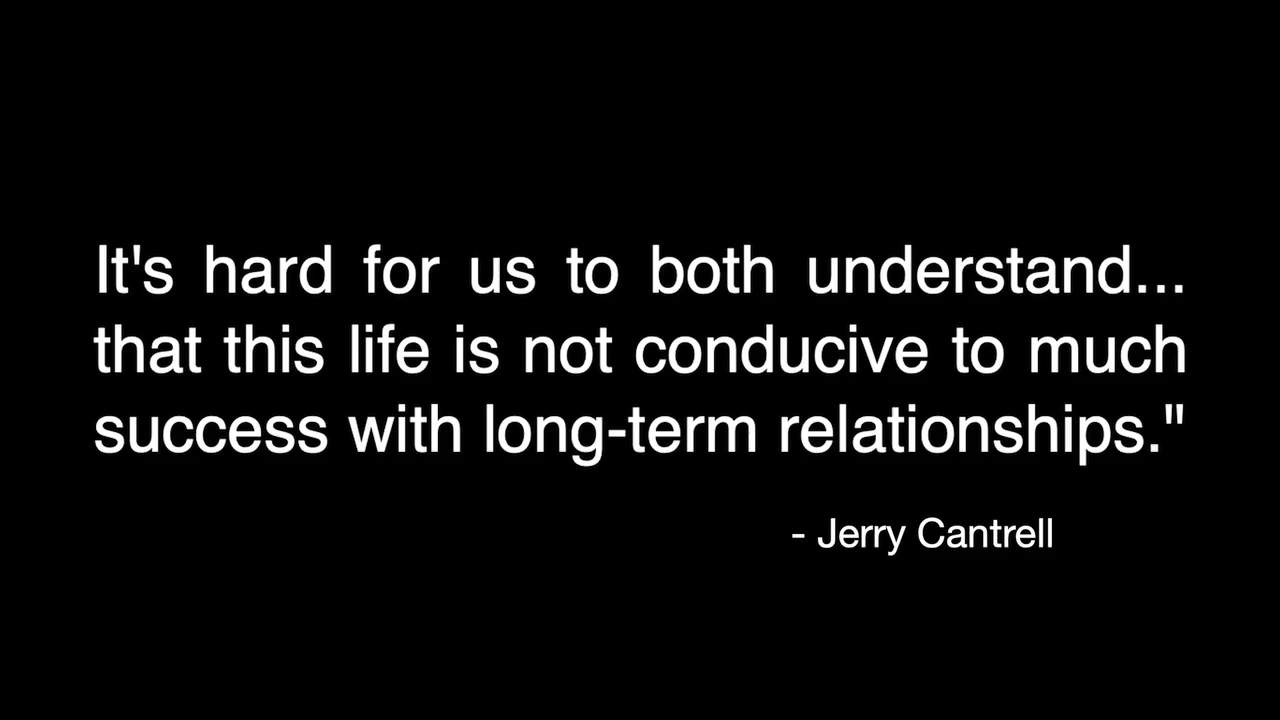 It's hard for us to both understand...
that this life is not conducive to much
success with long-term relationships."
- Jerry Cantrell